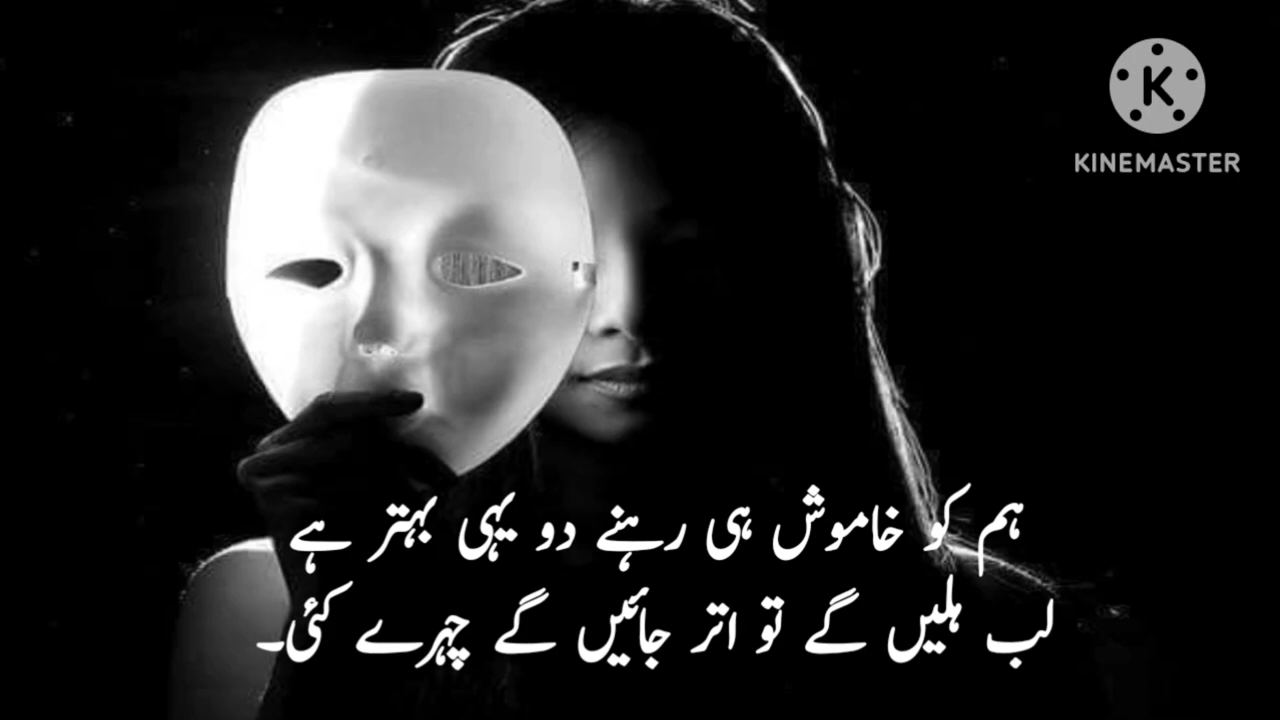 K
KINEMASTER
ہم کو خاموش ہی رہنے دو یہی بہتر ہے
لب ہلیں گے تو اتر جائیں گے چہرے کئی۔